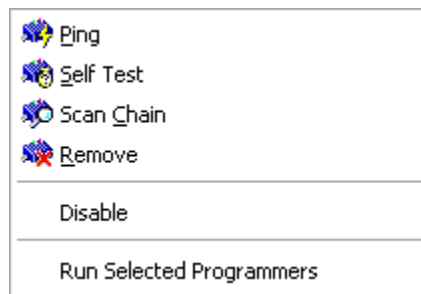 Ping
Self Test
Scan Chain
Remove
Disable
Run Selected Programmers